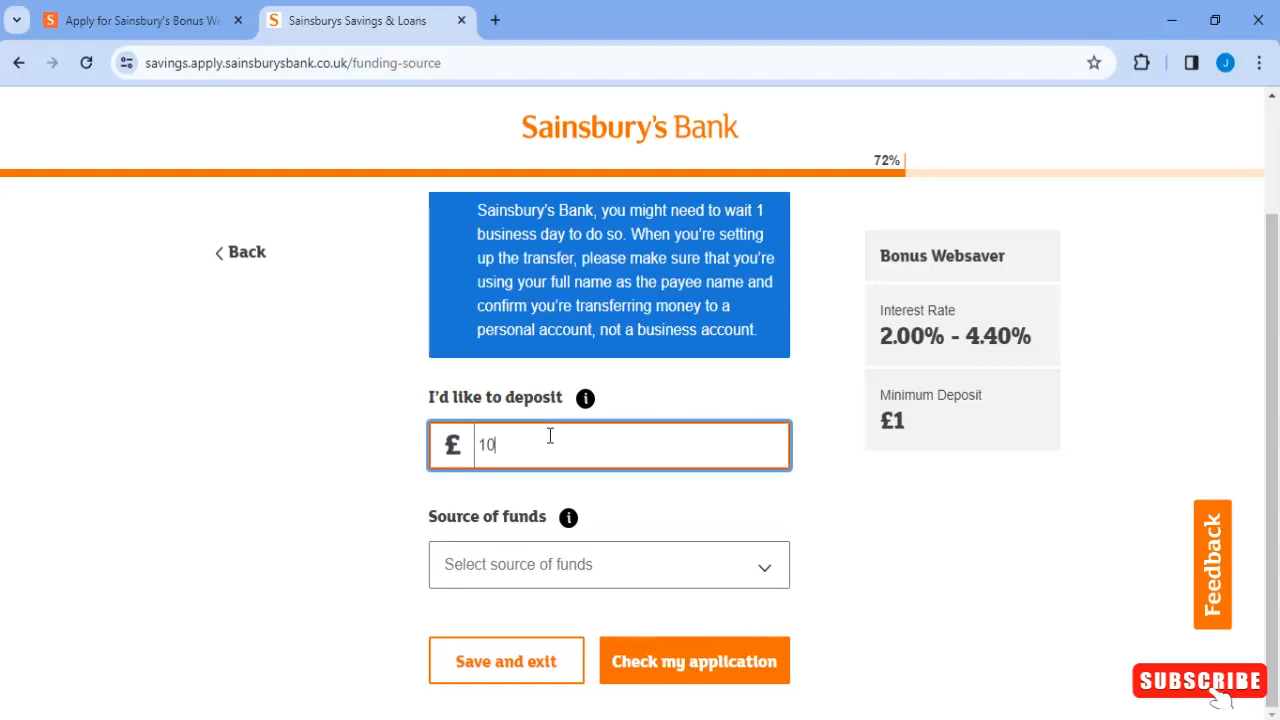 Apply for Sainsbury's Bonus We
Sainsburys Savings & Loans
savings.apply.sainsburysbank.co.uk/funding-source
J
Sainsbury's Bank
72%
Back
Sainsbury's Bank, you might need to wait 1
business day to do so. When you're setting
up the transfer, please make sure that you're
using your full name as the payee name and
confirm you're transferring money to a
personal account, not a business account.
Bonus Websaver
Interest Rate
2.00% - 4.40%
Minimum Deposit
£1
I'd like to deposit i
£ 10
Source of funds i
Select source of funds
Save and exit
Check my application
Feedback
SUBSCRIBE